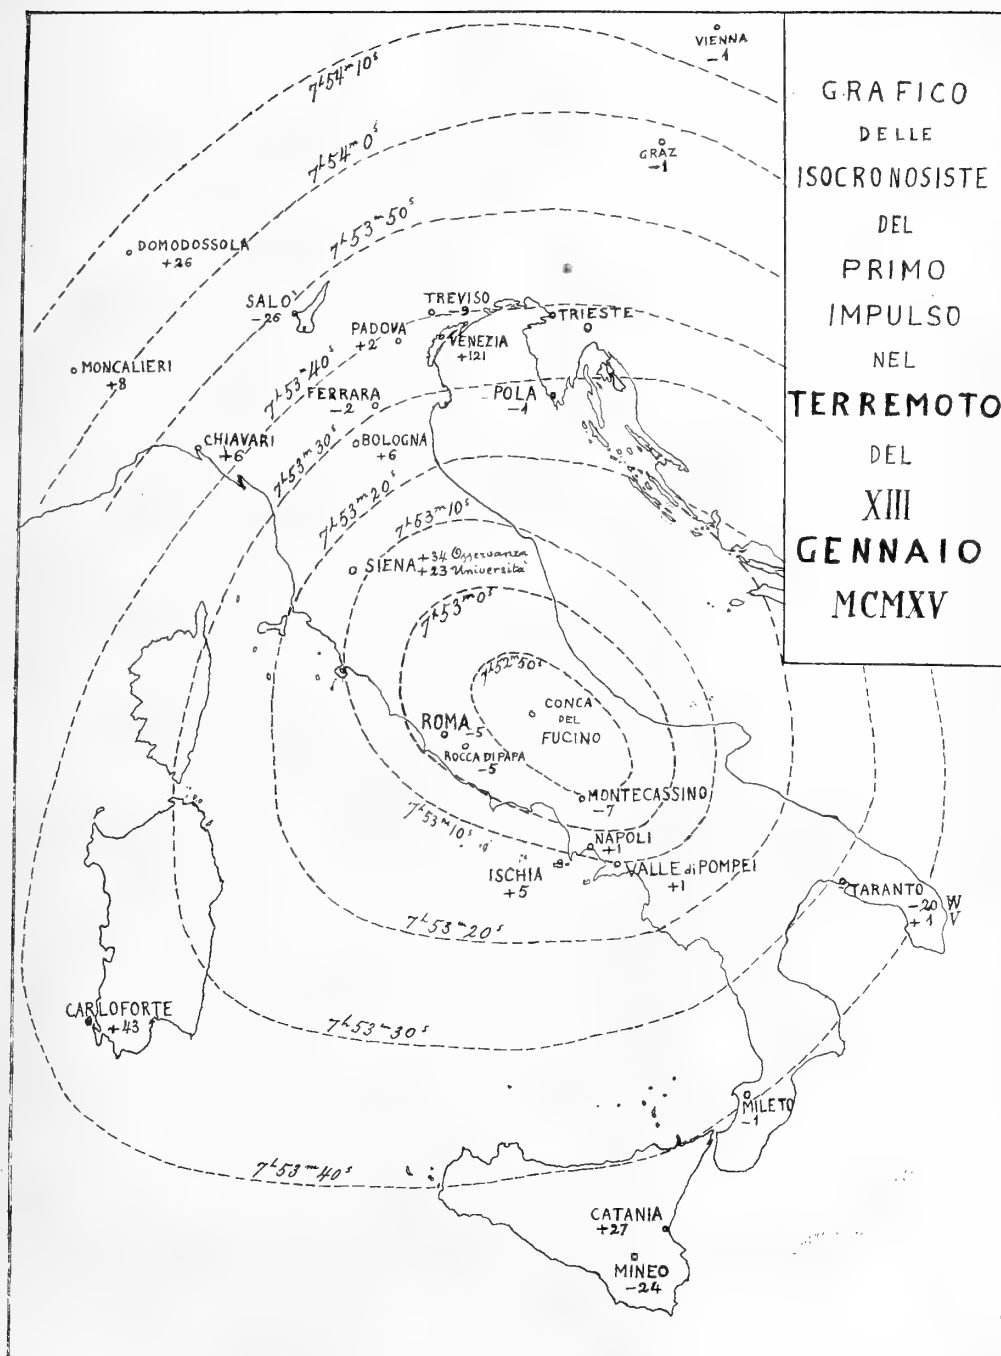 GRAFICO
DELLE
ISOCRONOSISTE
DEL
PRIMO
IMPULSO
NEL
TERREMOTO
DEL
XIII
GENNAIO
MCMXV
VIENNA
-1
7h54m10s
GRAZ
-1
7h54m0s
7h53m50s
DOMODOSSOLA
+26
SALO'
-26
TREVISO
-9
TRIESTE
PADOVA
+2
VENEZIA
+121
MONCALIERI
+8
7h53m40s
FERRARA
-2
POLA
-1
CHIAVARI
+6
BOLOGNA
+6
7h53m30s
7h53m20s
7h53m10s
SIENA +34 Osservanza
+23 Università
7h53m0s
7h52m50s
CONCA
DEL
FUCINO
ROMA
-5
ROCCA DI PAPA
-5
MONTECASSINO
-7
7h53m10s
NAPOLI
+1
ISCHIA
+5
VALLE di POMPEI
+1
TARANTO
-20 W
+1 V
7h53m20s
CARLOFORTE
+43
7h53m30s
MILETO
-1
7h53m40s
CATANIA
+27
MINEO
-24